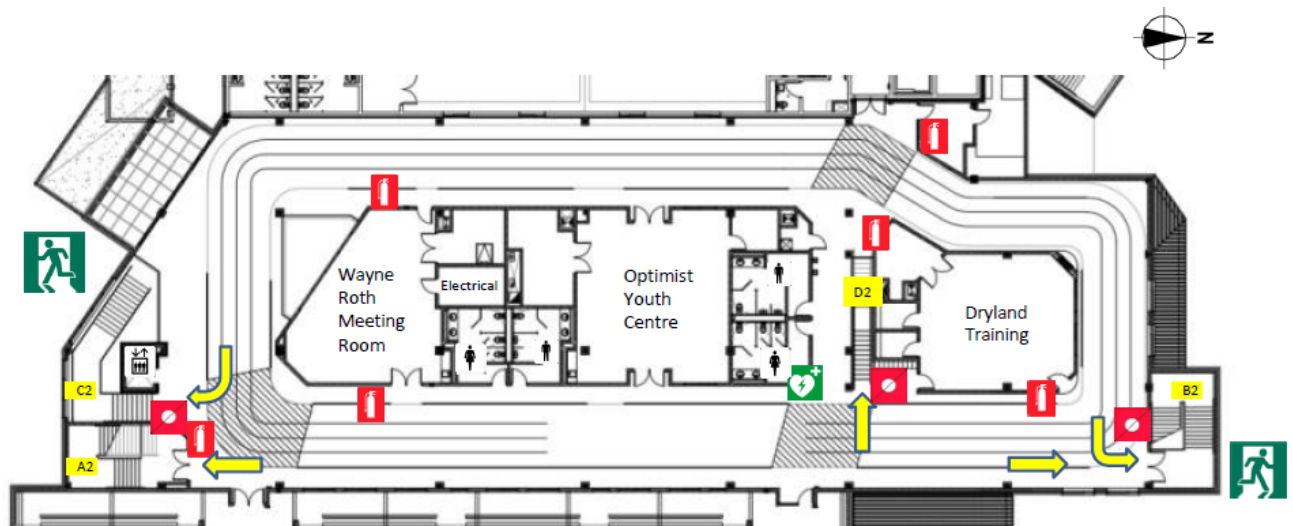 N
Wayne
Roth
Meeting
Room
Electrical
Optimist
Youth
Centre
D2
Dryland
Training
C2
A2
B2